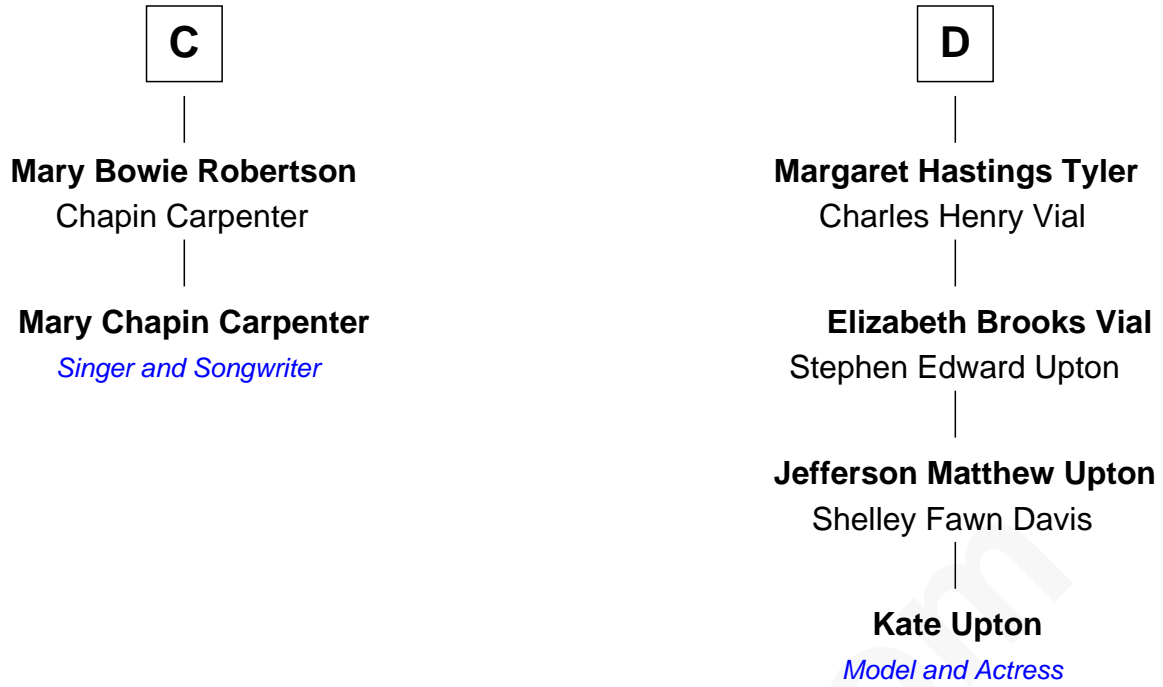 C
Mary Bowie Robertson
Chapin Carpenter
Mary Chapin Carpenter
Singer and Songwriter
D
Margaret Hastings Tyler
Charles Henry Vial
Elizabeth Brooks Vial
Stephen Edward Upton
Jefferson Matthew Upton
Shelley Fawn Davis
Kate Upton
Model and Actress